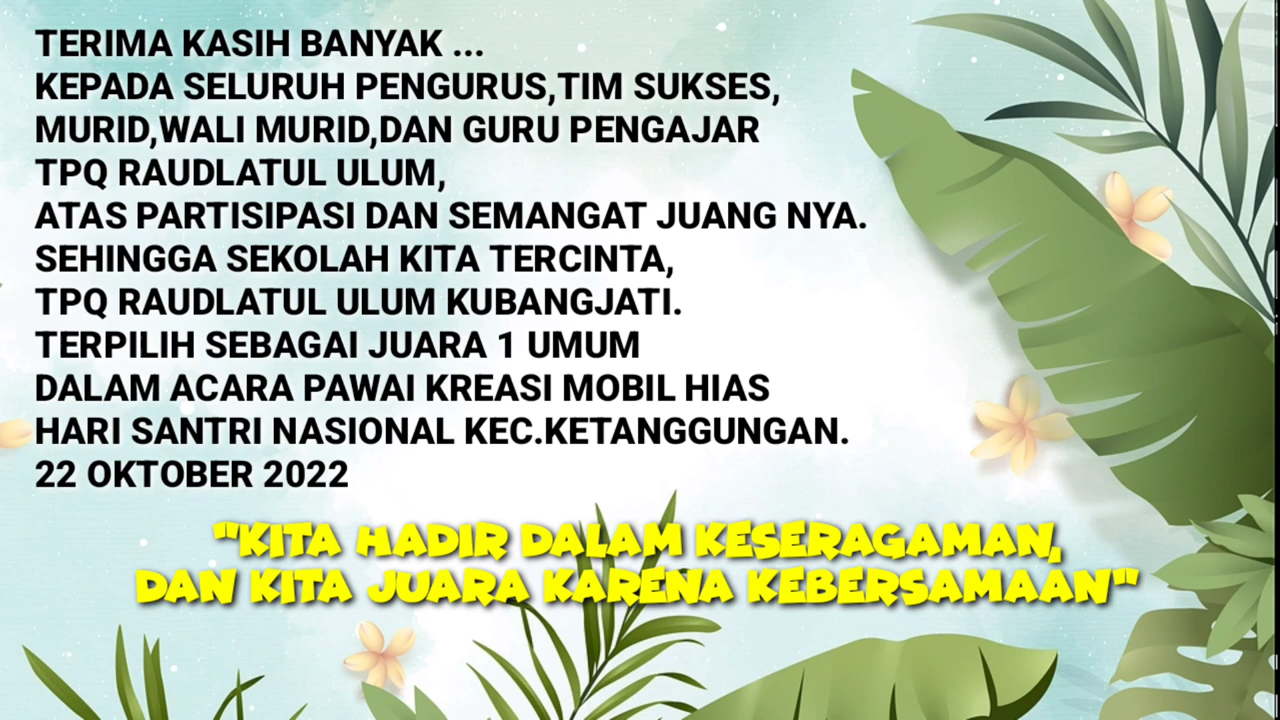 TERIMA KASIH BANYAK ...
KEPADA SELURUH PENGURUS,TIM SUKSES,
MURID,WALI MURID,DAN GURU PENGAJAR
TPQ RAUDLATUL ULUM,
ATAS PARTISIPASI DAN SEMANGAT JUANG NYA.
SEHINGGA SEKOLAH KITA TERCINTA,
TPQ RAUDLATUL ULUM KUBANGJATI.
TERPILIH SEBAGAI JUARA 1 UMUM
DALAM ACARA PAWAI KREASI MOBIL HIAS
HARI SANTRI NASIONAL KEC.KETANGGUNGAN.
22 OKTOBER 2022
"KITA HADIR DALAM KESERAGAMAN,
DAN KITA JUARA KARENA KEBERSAMAAN"